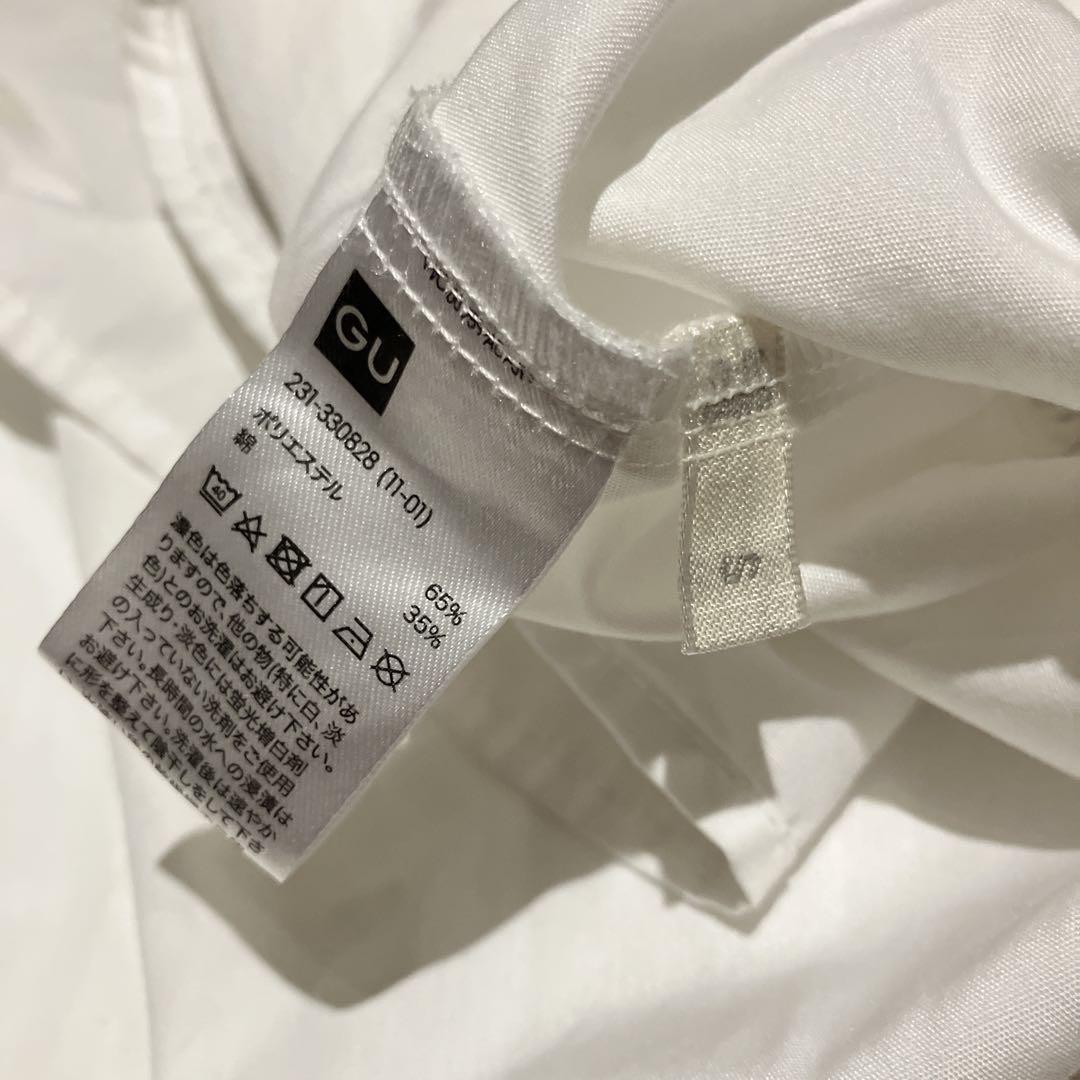 GU
231-330828 (11-01)
ポリエステル 65%
綿 35%
40
濃色は色落ちする可能性があ
りますので、他の物(特に白、淡
色)とのお洗濯はお避け下さい。
生成り・淡色には蛍光増白剤
の入っていない洗剤をご使用
下さい。長時間の水への浸漬は
お避け下さい。洗濯後は速やか
に形を整えて陰干しをして下さ
S